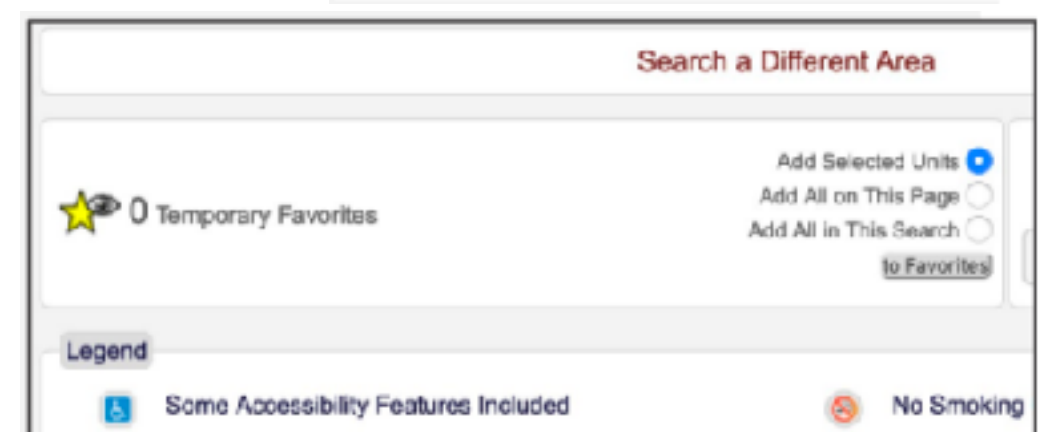 Search a Different Area
Add Selected Units
Add All on This Page
0 Temporary Favorites
Add All in This Search
to Favorites
Legend
Some Accessibility Features Included
No Smoking